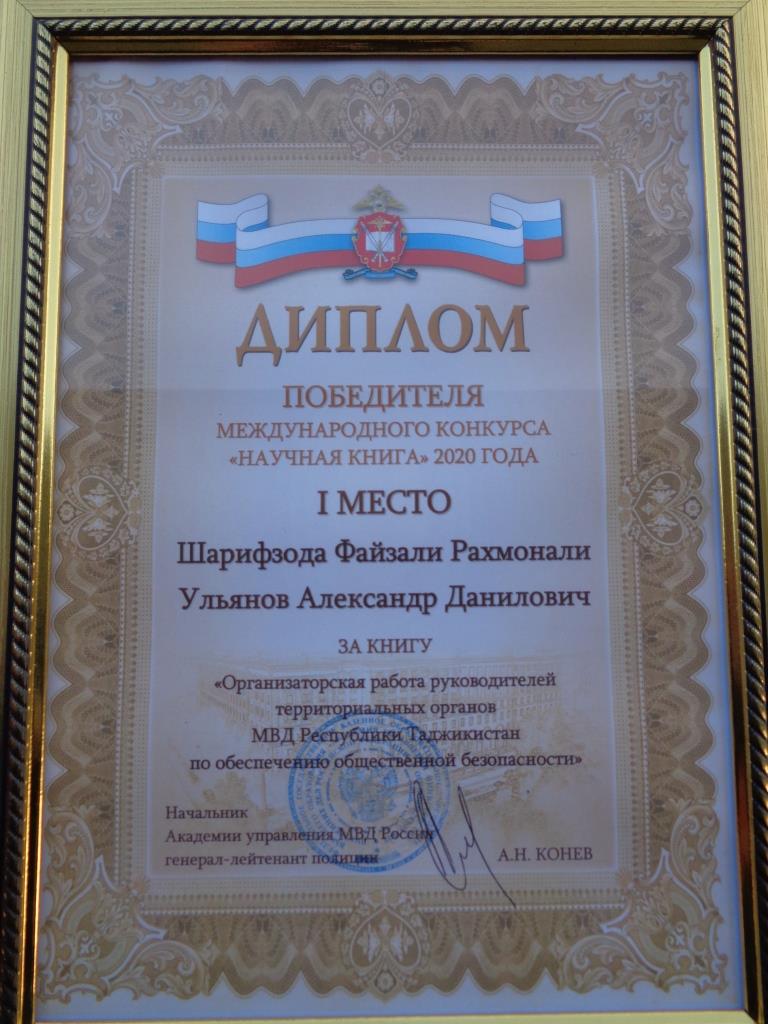 ДИПЛОМ
ПОБЕДИТЕЛЯ
МЕЖДУНАРОДНОГО КОНКУРСА
«НАУЧНАЯ КНИГА» 2020 ГОДА
I МЕСТО
Шарифзода Файзали Рахмонали
Ульянов Александр Данилович
ЗА КНИГУ
«Организаторская работа руководителей
территориальных органов
МВД Республики Таджикистан
по обеспечению общественной безопасности»
Начальник
Академии управления МВД России
генерал-лейтенант полиции
А.Н. КОНЕВ